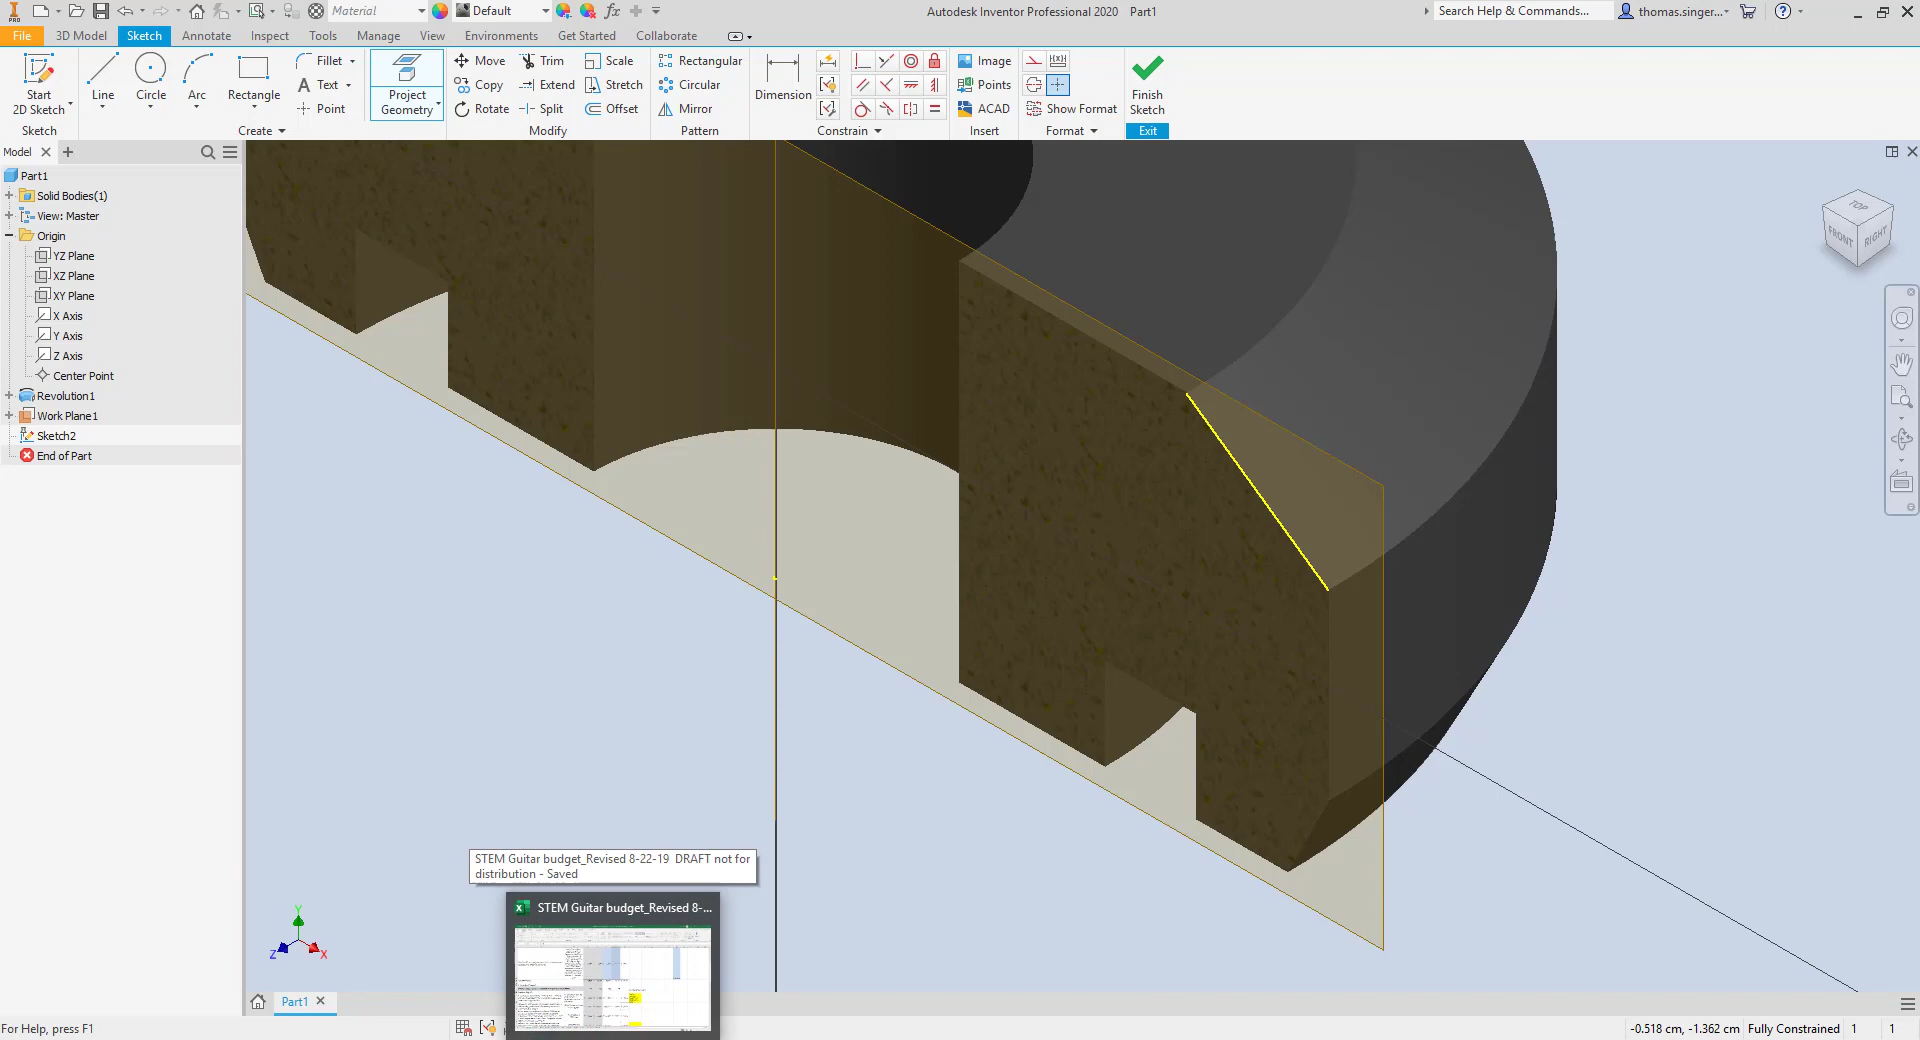 Material
Default
Autodesk Inventor Professional 2020 Part1
Search Help & Commands...
thomas.singer...
File 3D Model Sketch Annotate Inspect Tools Manage View Environments Get Started Collaborate
Start 2D Sketch
Line
Circle
Arc
Rectangle
Fillet
Text
Point
Project Geometry
Move
Copy
Rotate
Trim
Extend
Split
Scale
Stretch
Offset
Rectangular
Circular
Mirror
Dimension
Image
Points
ACAD
Show Format
Finish Sketch
Sketch Create Modify Pattern Constrain Insert Format Exit
Model
Part1
Solid Bodies(1)
View: Master
Origin
YZ Plane
XZ Plane
XY Plane
X Axis
Y Axis
Z Axis
Center Point
Revolution1
Work Plane1
Sketch2
End of Part
TOP
FRONT
RIGHT
Y
Z
X
STEM Guitar budget_Revised 8-22-19 DRAFT not for
distribution - Saved
STEM Guitar budget_Revised 8-...
Part1
For Help, press F1
-0.518 cm, -1.362 cm Fully Constrained 1 1